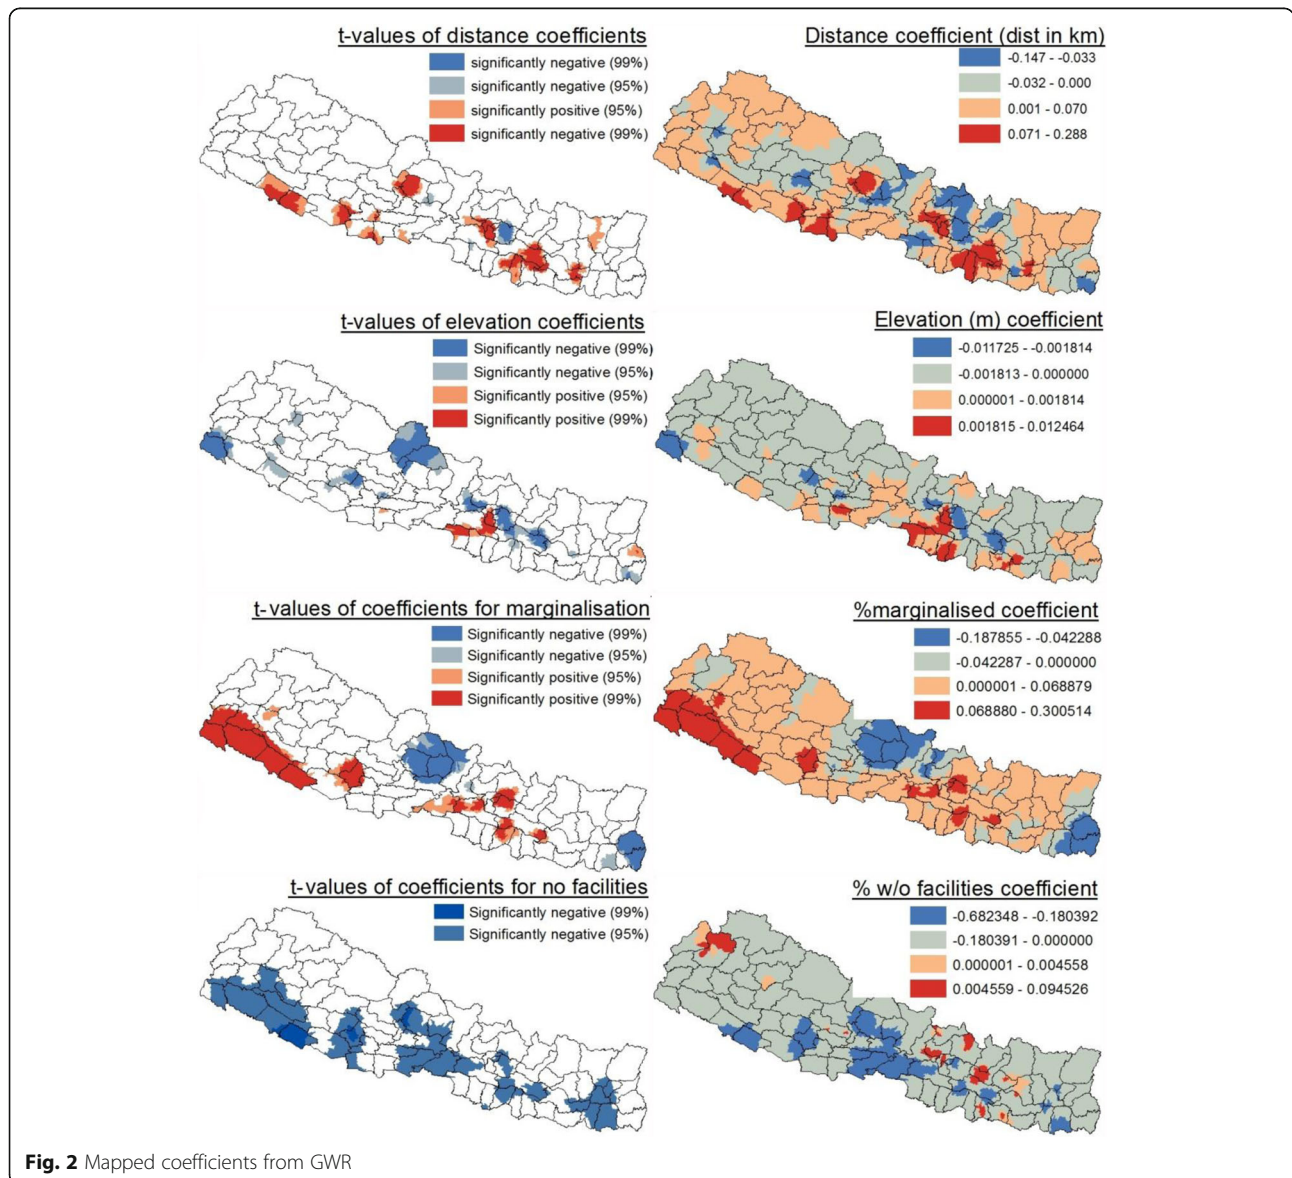 t-values of distance coefficients
significantly negative (99%)
significantly negative (95%)
significantly positive (95%)
significantly negative (99%)
Distance coefficient (dist in km)
-0.147 - -0.033
-0.032 - 0.000
0.001 - 0.070
0.071 - 0.288
t-values of elevation coefficients
Significantly negative (99%)
Significantly negative (95%)
Significantly positive (95%)
Significantly positive (99%)
Elevation (m) coefficient
-0.011725 - -0.001814
-0.001813 - 0.000000
0.000001 - 0.001814
0.001815 - 0.012464
t-values of coefficients for marginalisation
Significantly negative (99%)
Significantly negative (95%)
Significantly positive (95%)
Significantly positive (99%)
%marginalised coefficient
-0.187855 - -0.042288
-0.042287 - 0.000000
0.000001 - 0.068879
0.068880 - 0.300514
t-values of coefficients for no facilities
Significantly negative (99%)
Significantly negative (95%)
% w/o facilities coefficient
-0.682348 - -0.180392
-0.180391 - 0.000000
0.000001 - 0.004558
0.004559 - 0.094526
Fig. 2 Mapped coefficients from GWR